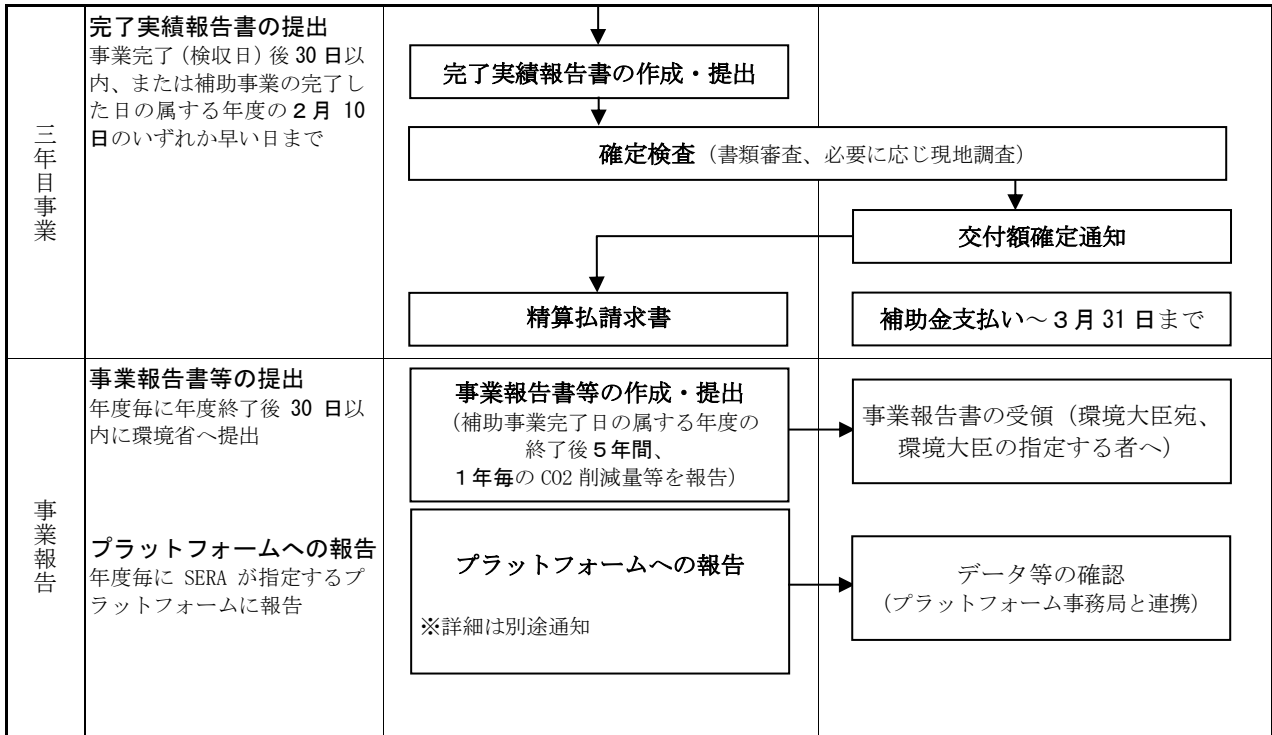 三年目事業
完了実績報告書の提出
事業完了（検収日）後 30 日以
内、または補助事業の完了し
た日の属する年度の２月 10
日のいずれか早い日まで
完了実績報告書の作成・提出
確定検査（書類審査、必要に応じ現地調査）
交付額確定通知
精算払請求書
補助金支払い～３月 31 日まで
事業報告
事業報告書等の提出
年度毎に年度終了後 30 日以
内に環境省へ提出
事業報告書等の作成・提出
（補助事業完了日の属する年度の
終了後５年間、
１年毎の CO2 削減量等を報告）
事業報告書の受領（環境大臣宛、
環境大臣の指定する者へ）
プラットフォームへの報告
年度毎に SERA が指定するプ
ラットフォームに報告
プラットフォームへの報告
※詳細は別途通知
データ等の確認
（プラットフォーム事務局と連携）